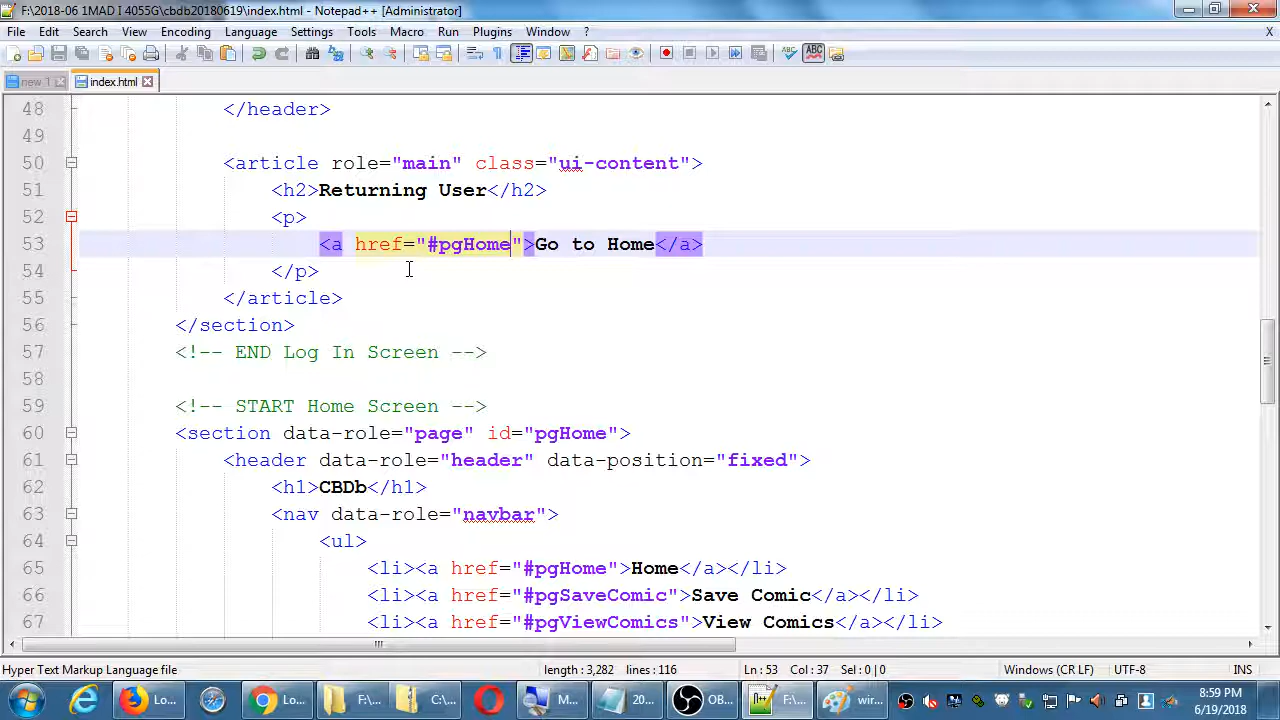 F:\2018-06 1MAD I 4055G\cbdb20180619\index.html - Notepad++ [Administrator]
File Edit Search View Encoding Language Settings Tools Macro Run Plugins Window ? X
new 1 index.html
48 </header>
49
50 <article role="main" class="ui-content">
51 <h2>Returning User</h2>
52 <p>
53 <a href="#pgHome">Go to Home</a>
54 </p>
55 </article>
56 </section>
57 <!-- END Log In Screen -->
58
59 <!-- START Home Screen -->
60 <section data-role="page" id="pgHome">
61 <header data-role="header" data-position="fixed">
62 <h1>CBDb</h1>
63 <nav data-role="navbar">
64 <ul>
65 <li><a href="#pgHome">Home</a></li>
66 <li><a href="#pgSaveComic">Save Comic</a></li>
67 <li><a href="#pgViewComics">View Comics</a></li>
Hyper Text Markup Language file length : 3,282 lines : 116 Ln : 53 Col : 37 Sel : 0 | 0 Windows (CR LF) UTF-8 INS
Lo... Lo... F:\... C:\... M... 20... OB... F:\... wir... 8:59 PM
6/19/2018